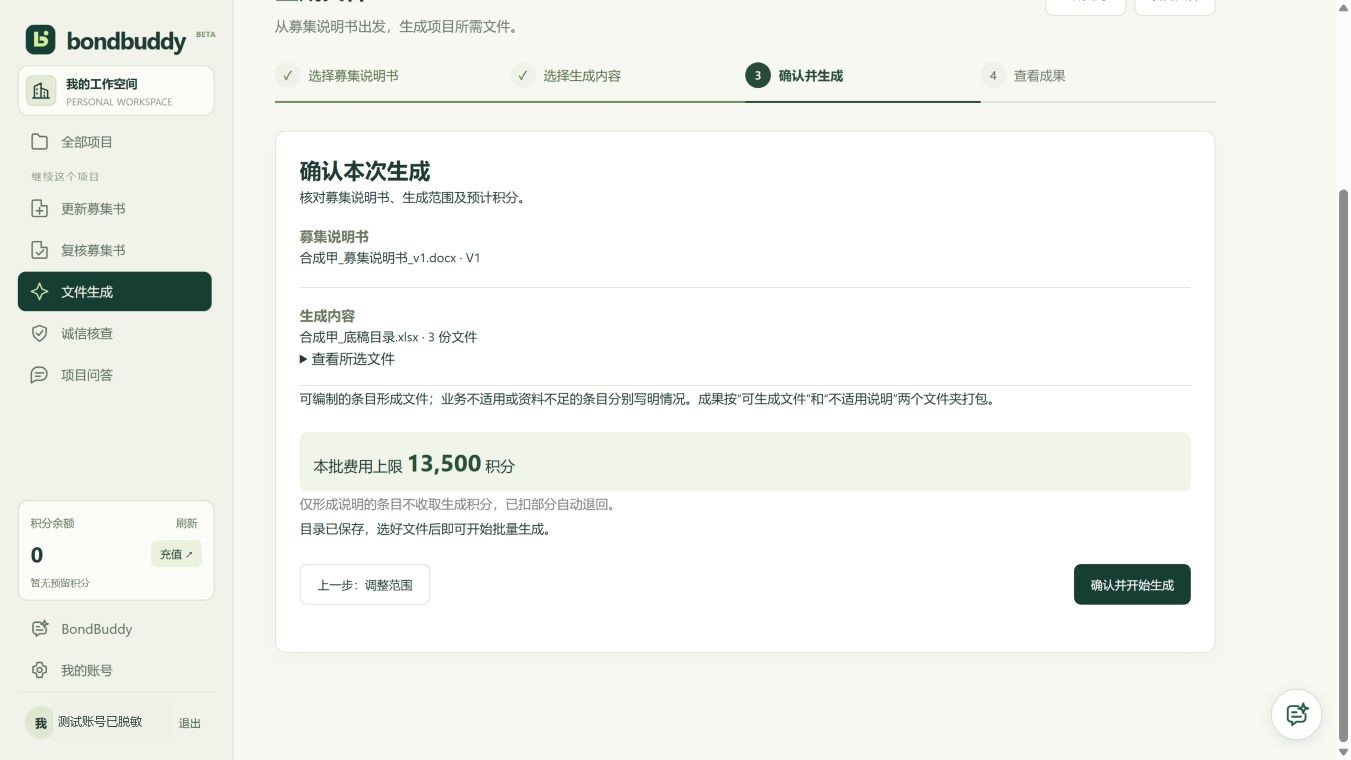 bondbuddy BETA
我的工作空间
PERSONAL WORKSPACE
全部项目
继续这个项目
更新募集书
复核募集书
文件生成
诚信核查
项目问答
积分余额 刷新
0 充值 ↗
暂无预留积分
BondBuddy
我的账号
我 测试账号已脱敏 退出
从募集说明书出发，生成项目所需文件。
✓ 选择募集说明书 ✓ 选择生成内容 3 确认并生成 4 查看成果
确认本次生成
核对募集说明书、生成范围及预计积分。
募集说明书
合成甲_募集说明书_v1.docx · V1
生成内容
合成甲_底稿目录.xlsx · 3 份文件
▶ 查看所选文件
可编制的条目形成文件；业务不适用或资料不足的条目分别写明情况。成果按“可生成文件”和“不适用说明”两个文件夹打包。
本批费用上限 13,500 积分
仅形成说明的条目不收取生成积分，已扣部分自动退回。
目录已保存，选好文件后即可开始批量生成。
上一步：调整范围 确认并开始生成